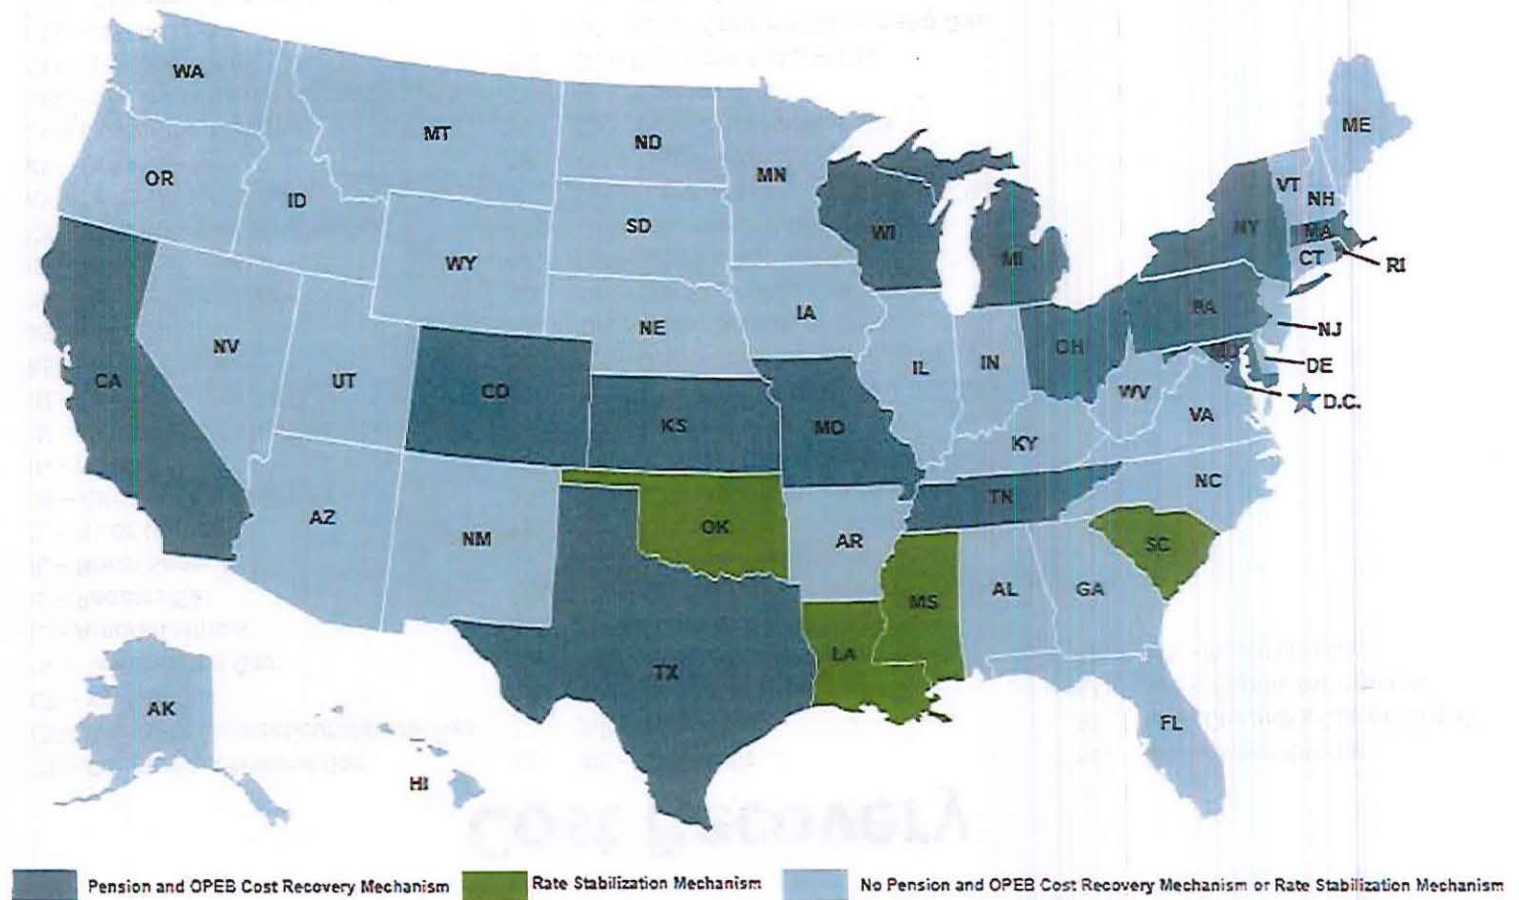 WA
MT
ND
MN
OR
ID
SD
WY
WI
MI
ME
VT
NH
NY
MA
CT
RI
IA
NE
PA
NJ
NV
UT
CA
CO
IL
IN
OH
DE
WV
VA
D.C.
KS
MO
KY
TN
NC
AZ
NM
OK
AR
SC
MS
AL
GA
LA
TX
AK
FL
HI
Pension and OPEB Cost Recovery Mechanism
Rate Stabilization Mechanism
No Pension and OPEB Cost Recovery Mechanism or Rate Stabilization Mechanism